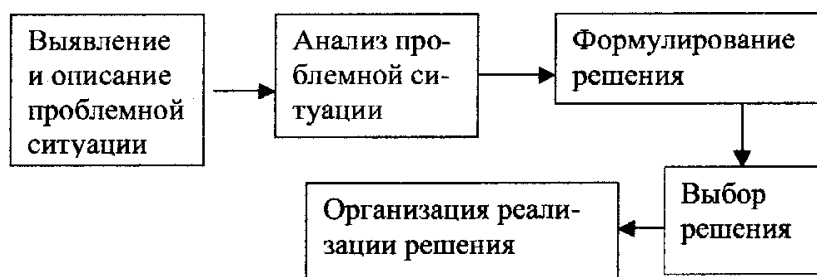 Выявление
и описание
проблемной
ситуации
Анализ про-
блемной си-
туации
Формулирование
решения
Выбор
решения
Организация реали-
зации решения